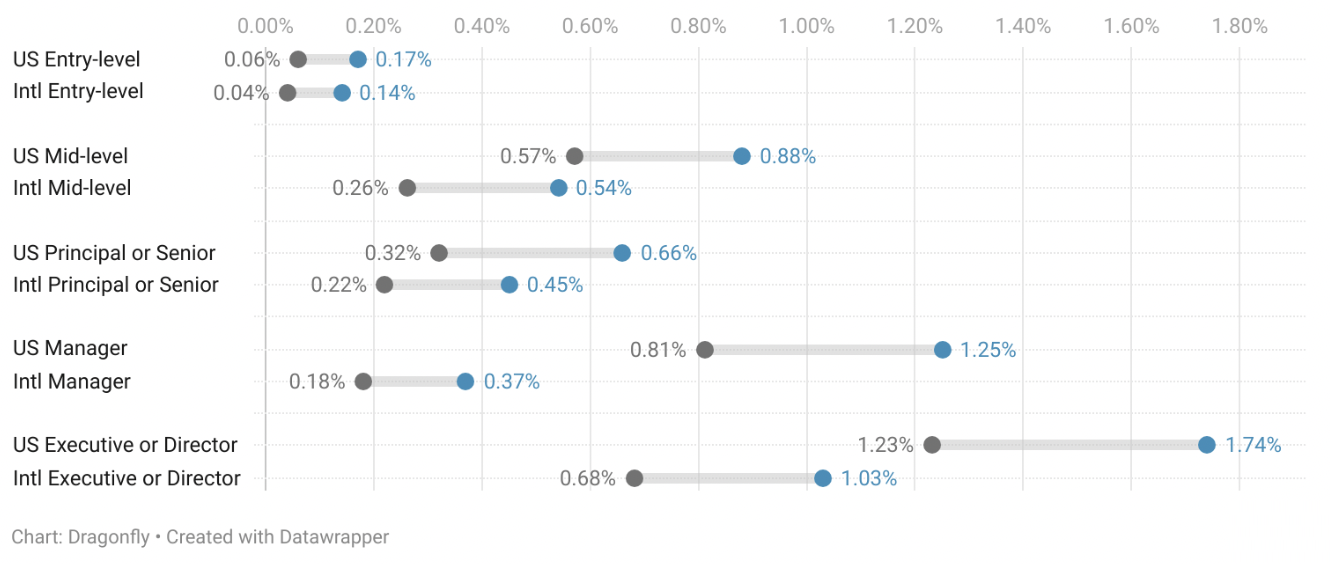 0.00% 0.20% 0.40% 0.60% 0.80% 1.00% 1.20% 1.40% 1.60% 1.80%
US Entry-level 0.06% 0.17%
Intl Entry-level 0.04% 0.14%
US Mid-level 0.57% 0.88%
Intl Mid-level 0.26% 0.54%
US Principal or Senior 0.32% 0.66%
Intl Principal or Senior 0.22% 0.45%
US Manager 0.81% 1.25%
Intl Manager 0.18% 0.37%
US Executive or Director 1.23% 1.74%
Intl Executive or Director 0.68% 1.03%
Chart: Dragonfly • Created with Datawrapper